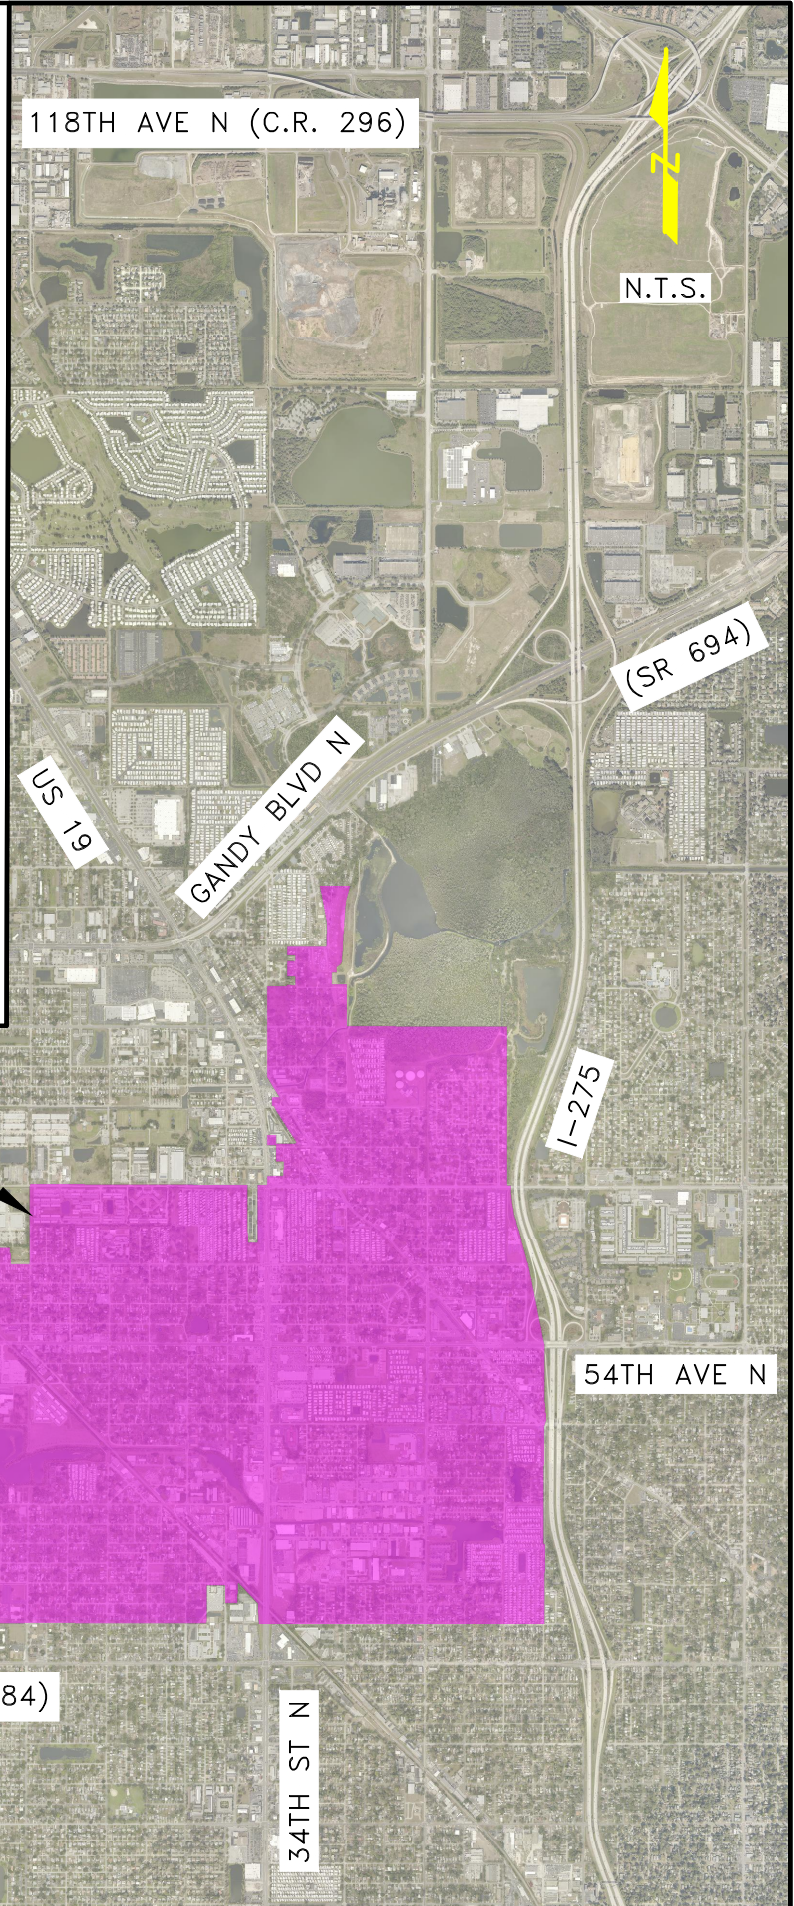 118TH AVE N (C.R. 296)
N
N.T.S.
(SR 694)
GANDY BLVD N
US 19
I-275
54TH AVE N
84)
34TH ST N